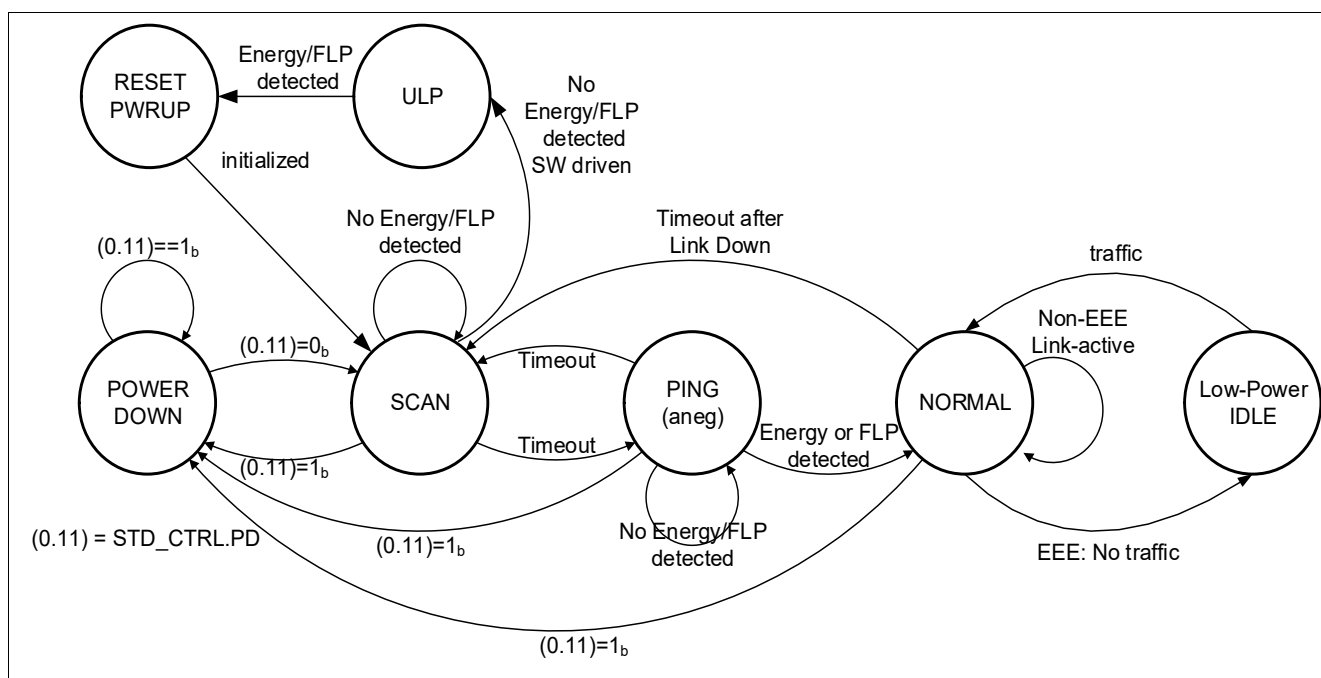 RESET
PWRUP
Energy/FLP
detected
ULP
No
Energy/FLP
detected
SW driven
initialized
No Energy/FLP
detected
Timeout after
Link Down
traffic
(0.11)==1b
Non-EEE
Link-active
(0.11)=0b
Timeout
POWER
DOWN
SCAN
PING
(aneg)
NORMAL
Low-Power
IDLE
Timeout
Energy or FLP
detected
(0.11)=1b
(0.11) = STD_CTRL.PD
(0.11)=1b
No Energy/FLP
detected
EEE: No traffic
(0.11)=1b